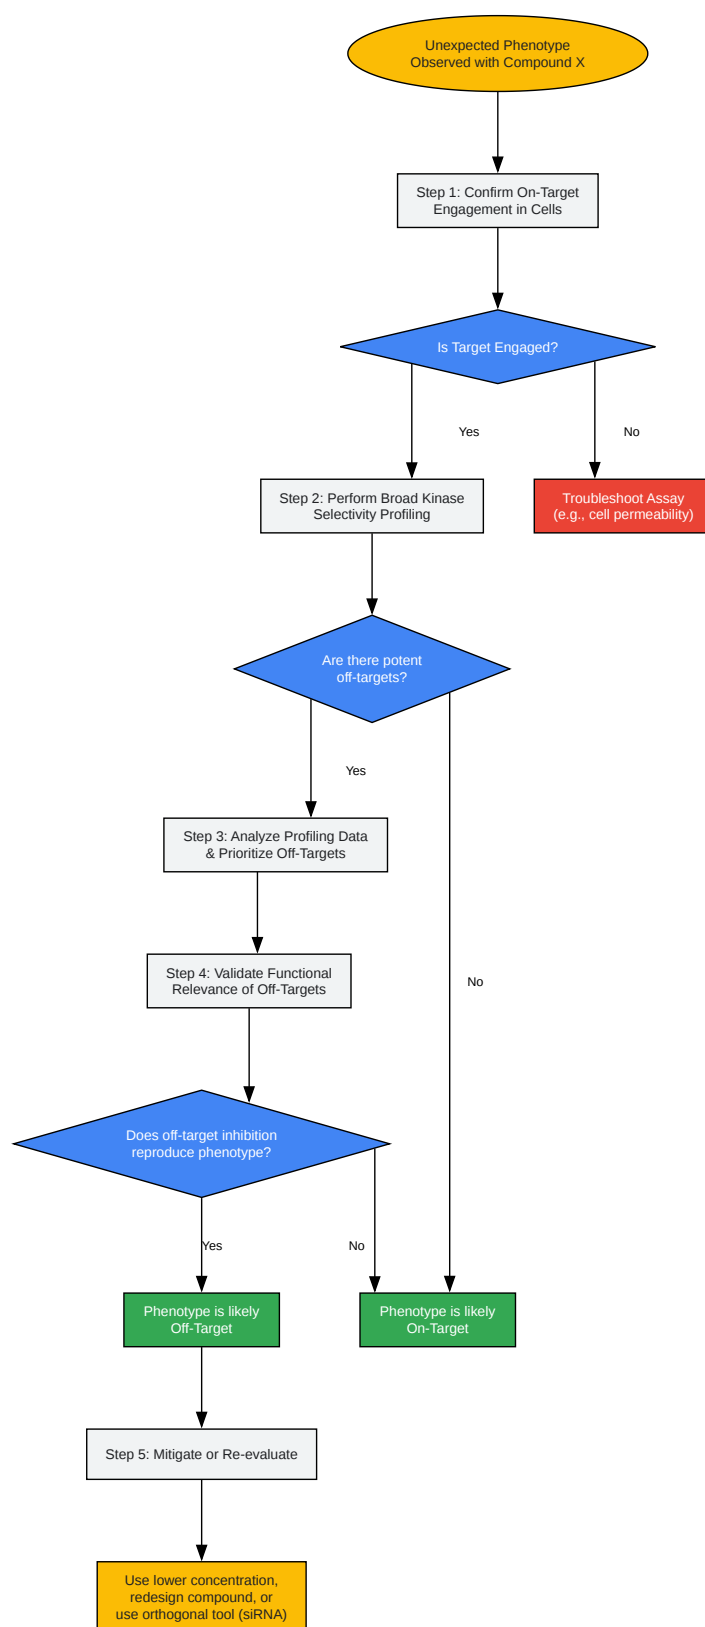 Unexpected Phenotype
Observed with Compound X
Step 1: Confirm On-Target
Engagement in Cells
Is Target Engaged?
Yes
No
Step 2: Perform Broad Kinase
Selectivity Profiling
Troubleshoot Assay
(e.g., cell permeability)
Are there potent
off-targets?
Yes
Step 3: Analyze Profiling Data
& Prioritize Off-Targets
Step 4: Validate Functional
Relevance of Off-Targets
No
Does off-target inhibition
reproduce phenotype?
Yes
No
Phenotype is likely
Off-Target
Phenotype is likely
On-Target
Step 5: Mitigate or Re-evaluate
Use lower concentration,
redesign compound, or
use orthogonal tool (siRNA)